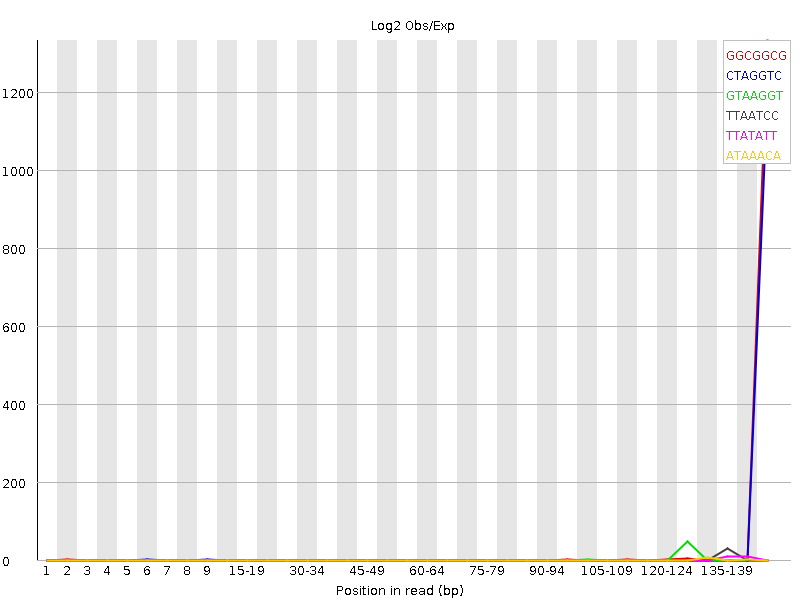 Log2 Obs/Exp
GGCGGCG
CTAGGTC
GTAAGGT
TTAATCC
TTATATT
ATAAACA
1200
1000
800
600
400
200
0
1 2 3 4 5 6 7 8 9 15-19 30-34 45-49 60-64 75-79 90-94 105-109 120-124 135-139
Position in read (bp)